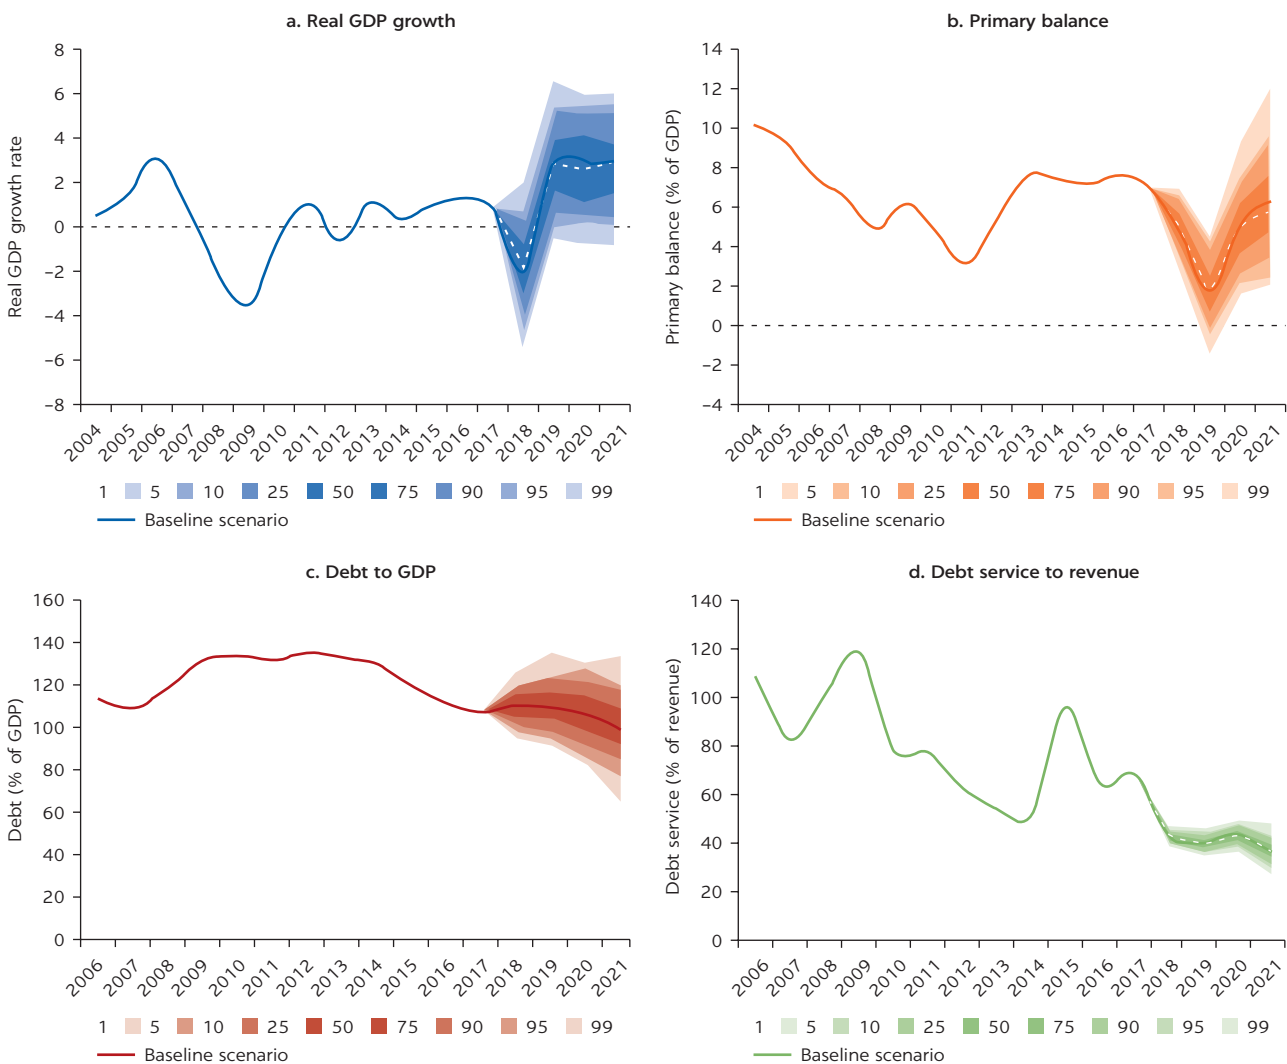 a. Real GDP growth
8
6
4
2
0
–2
–4
–6
–8
Real GDP growth rate
2004 2005 2006 2007 2008 2009 2010 2011 2012 2013 2014 2015 2016 2017 2018 2019 2020 2021
1 5 10 25 50 75 90 95 99
Baseline scenario
b. Primary balance
14
12
10
8
6
4
2
0
–2
–4
Primary balance (% of GDP)
2004 2005 2006 2007 2008 2009 2010 2011 2012 2013 2014 2015 2016 2017 2018 2019 2020 2021
1 5 10 25 50 75 90 95 99
Baseline scenario
c. Debt to GDP
160
140
120
100
80
60
40
20
0
Debt (% of GDP)
2006 2007 2008 2009 2010 2011 2012 2013 2014 2015 2016 2017 2018 2019 2020 2021
1 5 10 25 50 75 90 95 99
Baseline scenario
d. Debt service to revenue
140
120
100
80
60
40
20
0
Debt service (% of revenue)
2006 2007 2008 2009 2010 2011 2012 2013 2014 2015 2016 2017 2018 2019 2020 2021
1 5 10 25 50 75 90 95 99
Baseline scenario